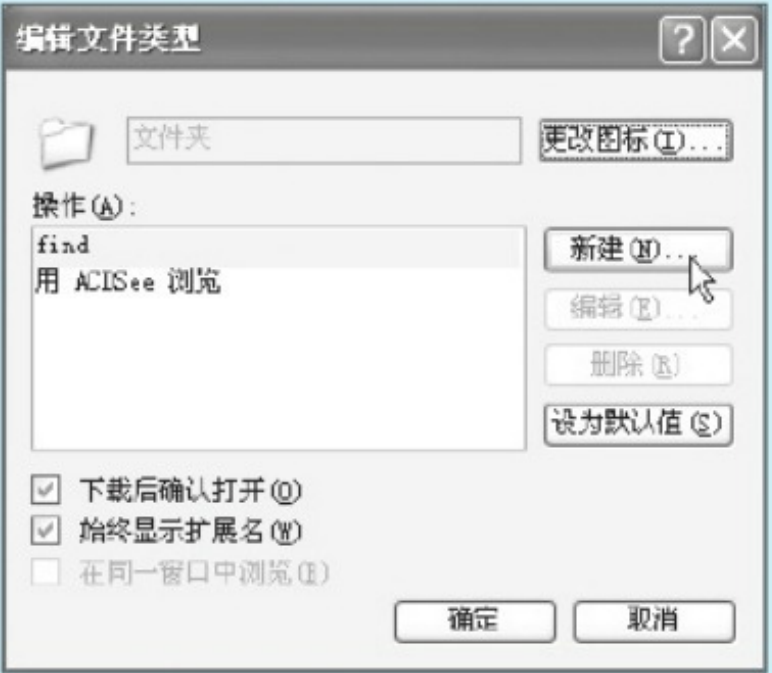 编辑文件类型
文件夹
更改图标(I)...
操作(A):
find
用 ACDSee 浏览
新建(N)...
编辑(E)...
删除(R)
设为默认值(S)
下载后确认打开(O)
始终显示扩展名(W)
在同一窗口中浏览(B)
确定
取消